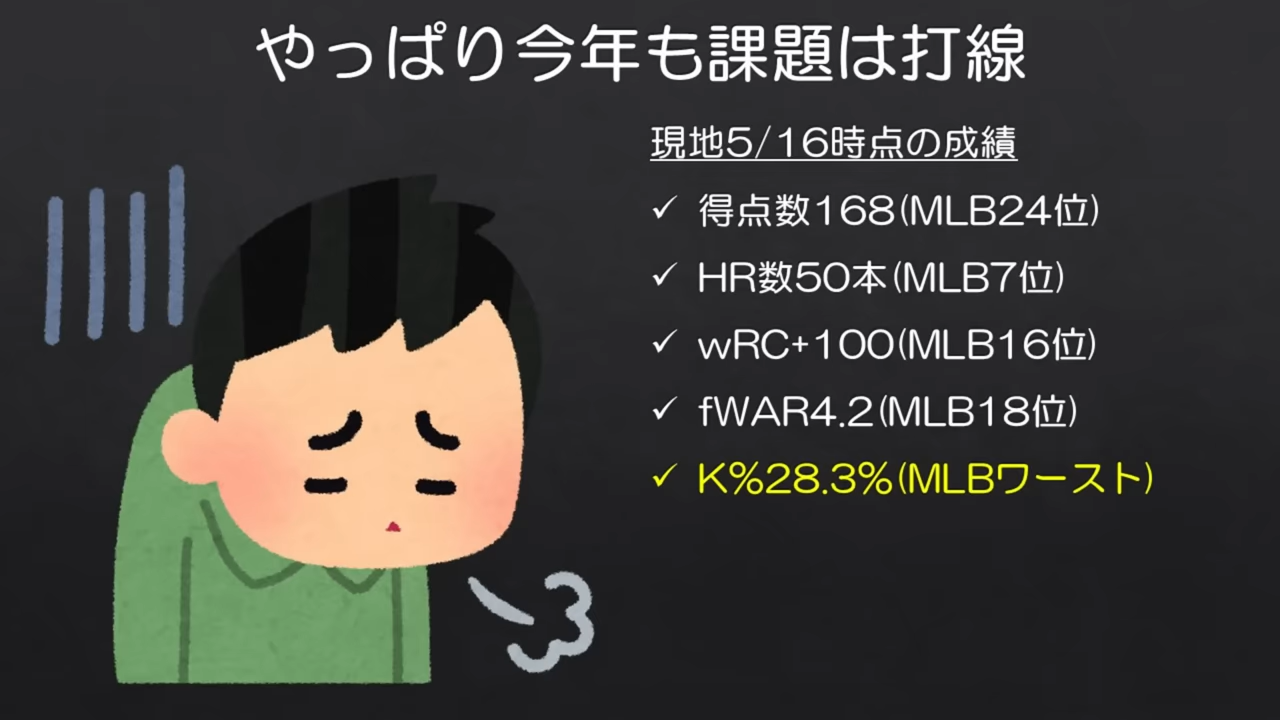 やっぱり今年も課題は打線
現地5/16時点の成績
✓ 得点数168(MLB24位)
✓ HR数50本(MLB7位)
✓ wRC+100(MLB16位)
✓ fWAR4.2(MLB18位)
✓ K%28.3%(MLBワースト)